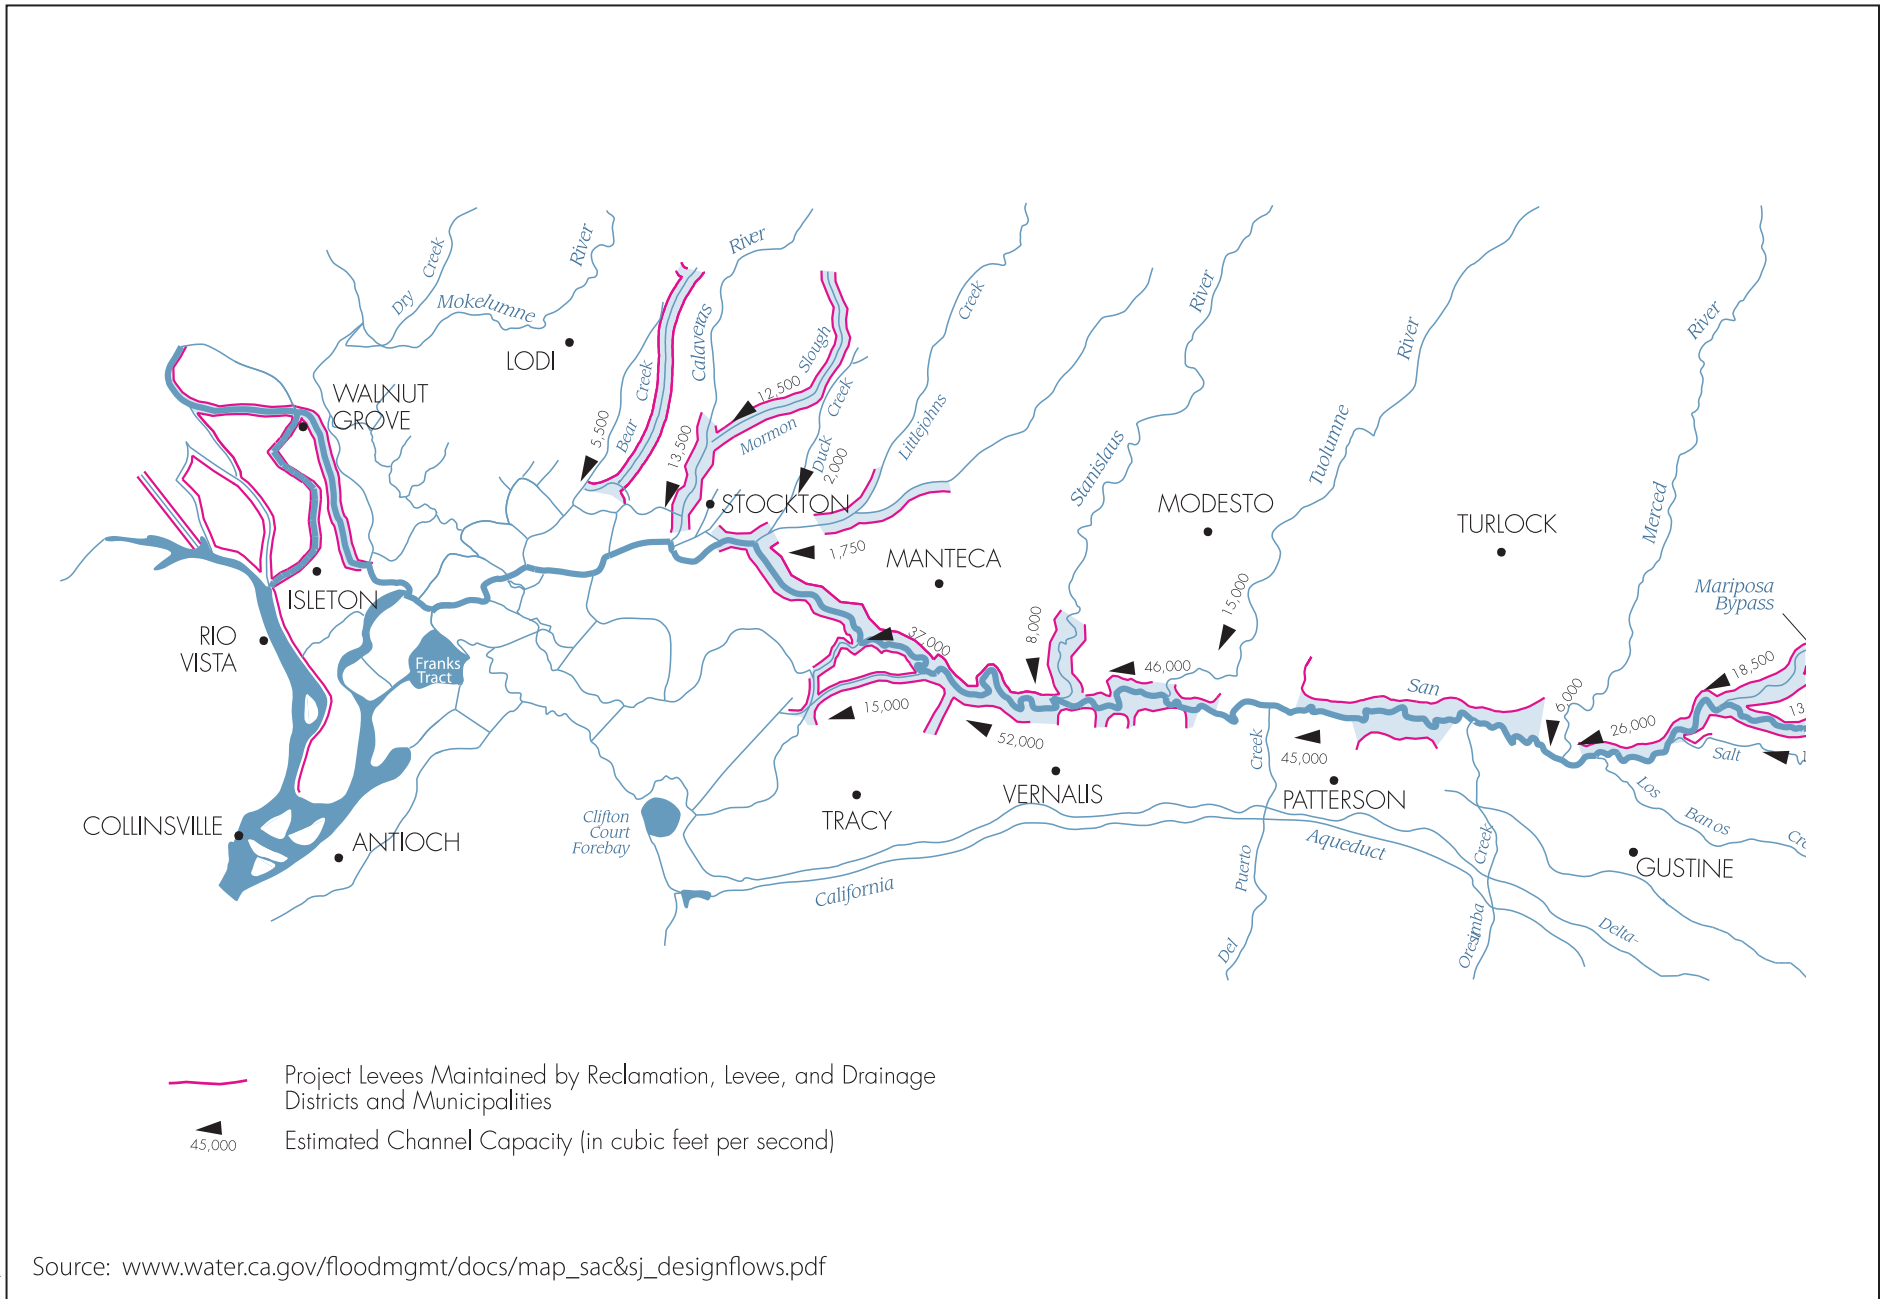 Dry
Creek
Mokelumne
River
LODI
WALNUT
GROVE
ISLETON
RIO
VISTA
Franks
Tract
COLLINSVILLE
ANTIOCH
5,500
Bear
Creek
Calaveras
River
13,500
12,500
Mormon
Slough
Duck
Creek
2,000
STOCKTON
1,750
Littlejohns
Creek
MANTECA
37,000
15,000
52,000
8,000
Stanislaus
River
46,000
MODESTO
15,000
Tuolumne
River
TURLOCK
Merced
River
Mariposa
Bypass
San
6,000
26,000
18,500
13
Salt
1
Los
Banos
Cre
45,000
Creek
Puerto
Del
VERNALIS
PATTERSON
TRACY
Clifton
Court
Forebay
California
Aqueduct
Creek
Orestimba
Delta-
GUSTINE
Project Levees Maintained by Reclamation, Levee, and Drainage
Districts and Municipalities
45,000
Estimated Channel Capacity (in cubic feet per second)
Source: www.water.ca.gov/floodmgmt/docs/map_sac&sj_designflows.pdf